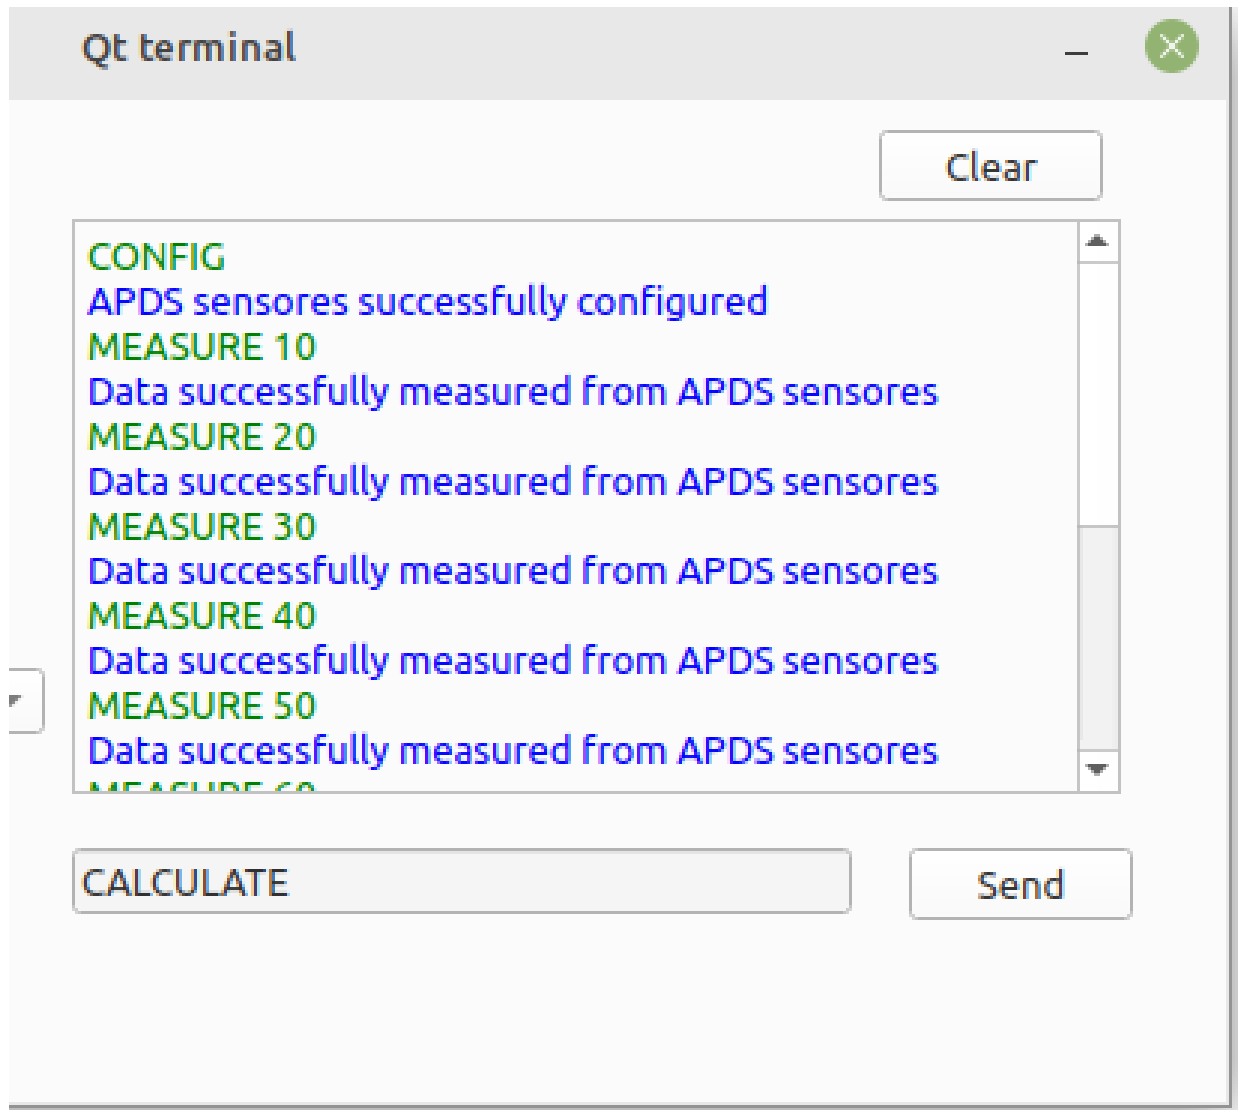 Qt terminal
Clear
CONFIG
APDS sensores successfully configured
MEASURE 10
Data successfully measured from APDS sensores
MEASURE 20
Data successfully measured from APDS sensores
MEASURE 30
Data successfully measured from APDS sensores
MEASURE 40
Data successfully measured from APDS sensores
MEASURE 50
Data successfully measured from APDS sensores
MEASURE 60
CALCULATE
Send